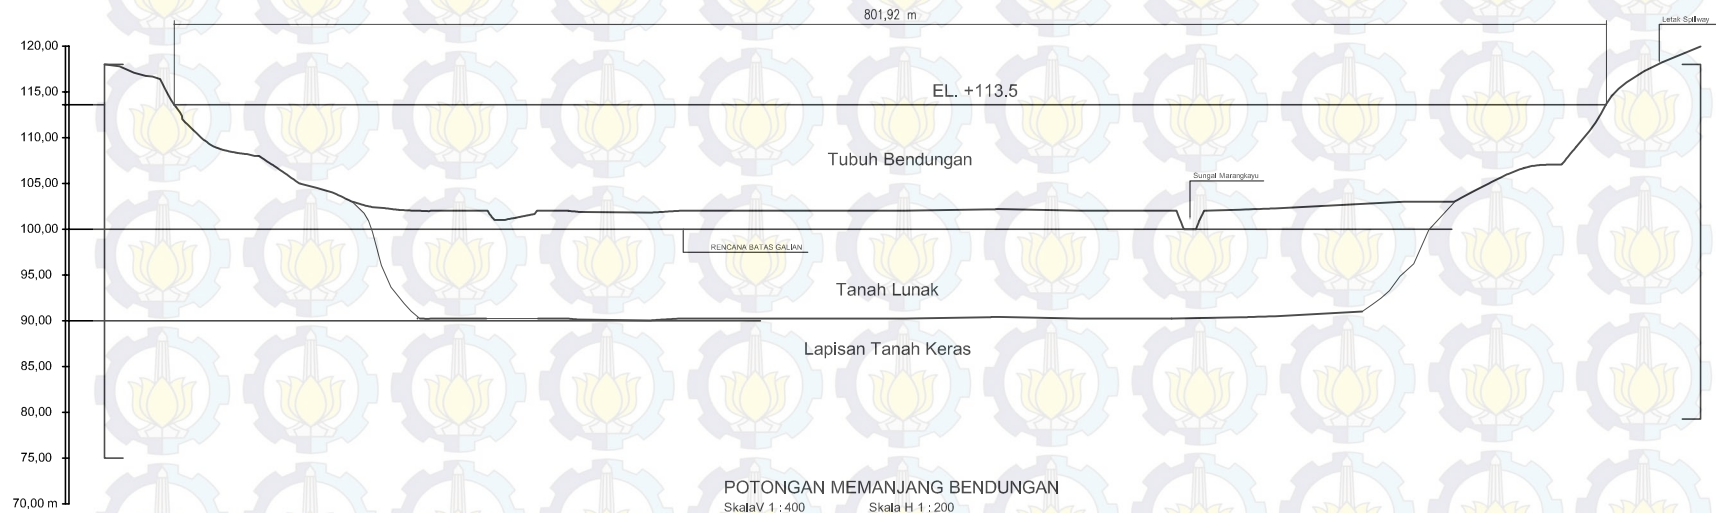 801,92 m
Letak Spillway
120,00
115,00
EL. +113.5
110,00
Tubuh Bendungan
105,00
Sungai Marangkayu
100,00
RENCANA BATAS GALIAN
95,00
Tanah Lunak
90,00
Lapisan Tanah Keras
85,00
80,00
75,00
70,00 m
POTONGAN MEMANJANG BENDUNGAN
SkalaV 1 : 400 Skala H 1 : 200